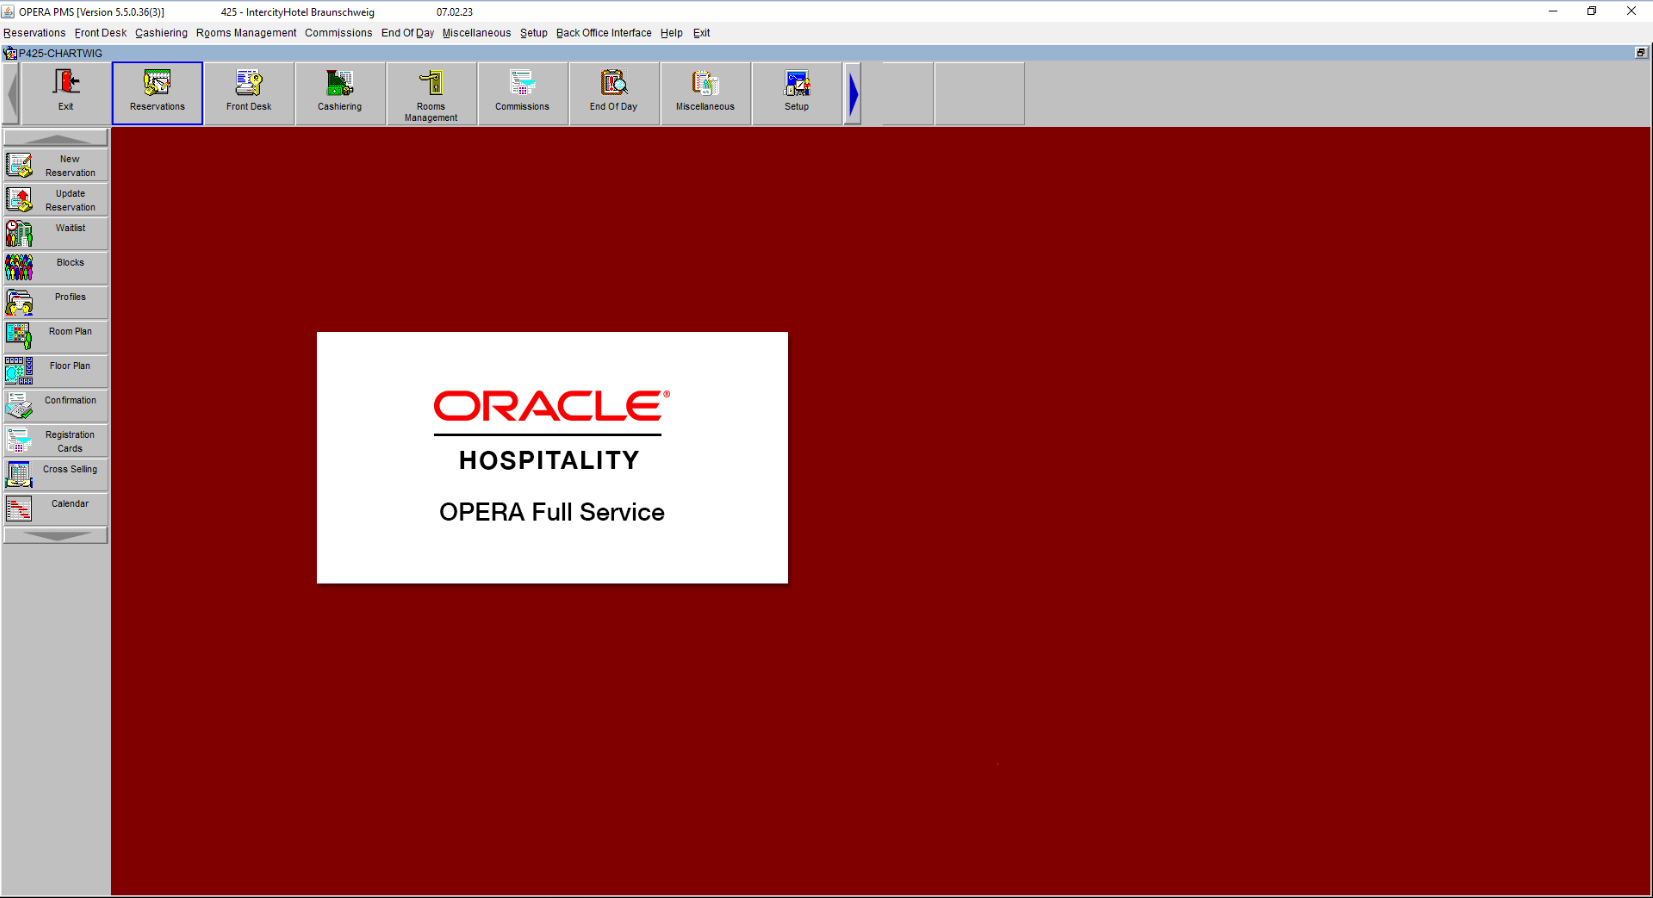 OPERA PMS [Version 5.5.0.36(3)] 425 - IntercityHotel Braunschweig 07.02.23
Reservations Front Desk Cashiering Rooms Management Commissions End Of Day Miscellaneous Setup Back Office Interface Help Exit
P425-CHARTWIG
Exit
Reservations
Front Desk
Cashiering
Rooms
Management
Commissions
End Of Day
Miscellaneous
Setup
New
Reservation
Update
Reservation
Waitlist
Blocks
Profiles
Room Plan
Floor Plan
Confirmation
Registration
Cards
Cross Selling
Calendar
ORACLE®
HOSPITALITY
OPERA Full Service